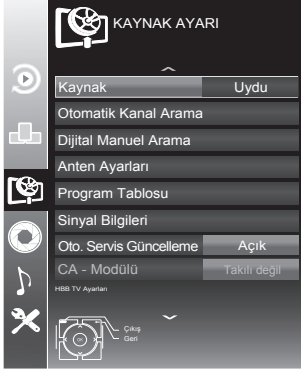 KAYNAK AYARI
Kaynak Uydu
Otomatik Kanal Arama
Dijital Manuel Arama
Anten Ayarları
Program Tablosu
Sinyal Bilgileri
Oto. Servis Güncelleme Açık
CA - Modülü Takılı değil
HBB TV Ayarları
Çıkış
OK Geri